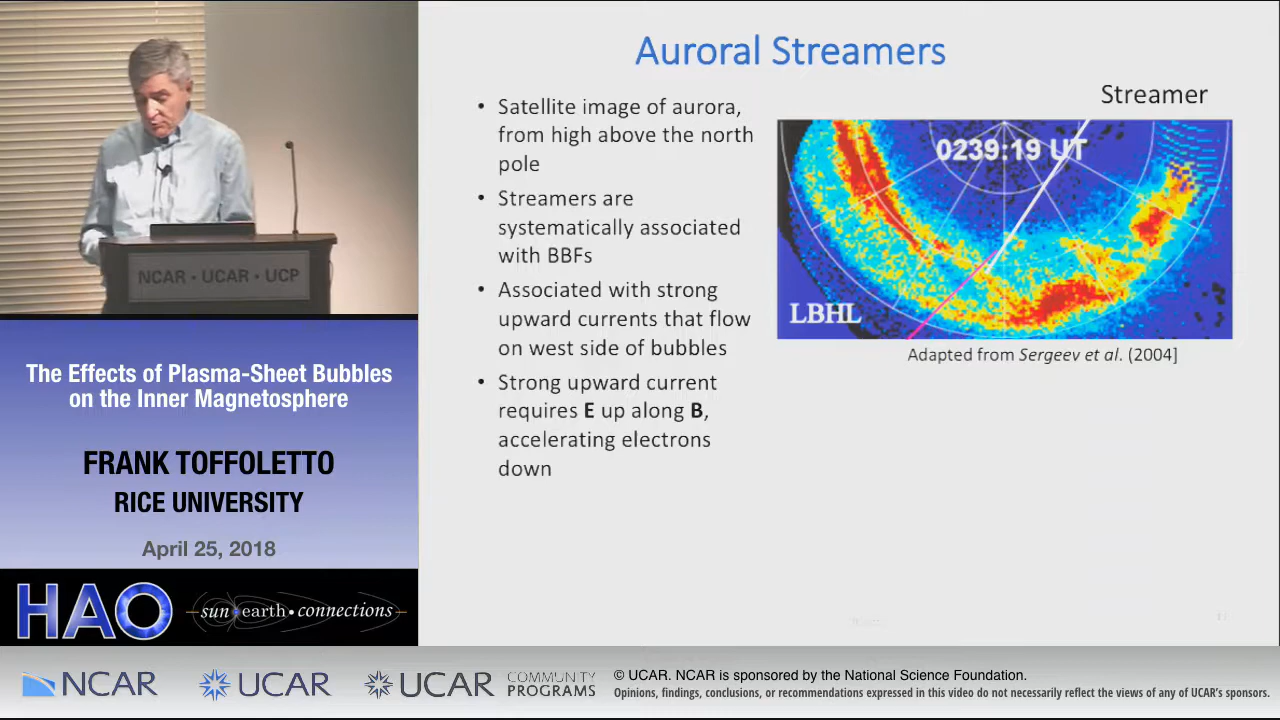 NCAR • UCAR • UCP
The Effects of Plasma-Sheet Bubbles
on the Inner Magnetosphere
FRANK TOFFOLETTO
RICE UNIVERSITY
April 25, 2018
HAO
sun•earth•connections
Auroral Streamers
• Satellite image of aurora,
from high above the north
pole
• Streamers are
systematically associated
with BBFs
• Associated with strong
upward currents that flow
on west side of bubbles
• Strong upward current
requires E up along B,
accelerating electrons
down
Streamer
0239:19 UT
LBHL
Adapted from Sergeev et al. (2004]
NCAR
UCAR
UCAR
COMMUNITY
PROGRAMS
© UCAR. NCAR is sponsored by the National Science Foundation.
Opinions, findings, conclusions, or recommendations expressed in this video do not necessarily reflect the views of any of UCAR's sponsors.